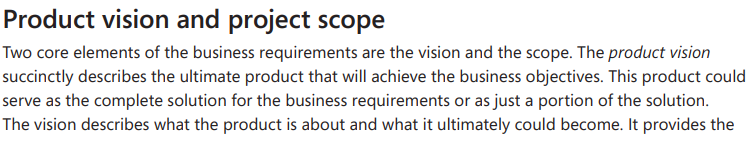 Product vision and project scope
Two core elements of the business requirements are the vision and the scope. The product vision
succinctly describes the ultimate product that will achieve the business objectives. This product could
serve as the complete solution for the business requirements or as just a portion of the solution.
The vision describes what the product is about and what it ultimately could become. It provides the